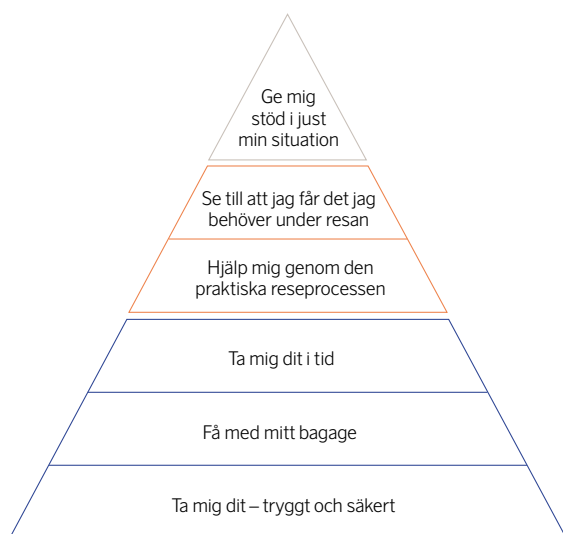 Ge mig
stöd i just
min situation
Se till att jag får det jag
behöver under resan
Hjälp mig genom den
praktiska reseprocessen
Ta mig dit i tid
Få med mitt bagage
Ta mig dit – tryggt och säkert